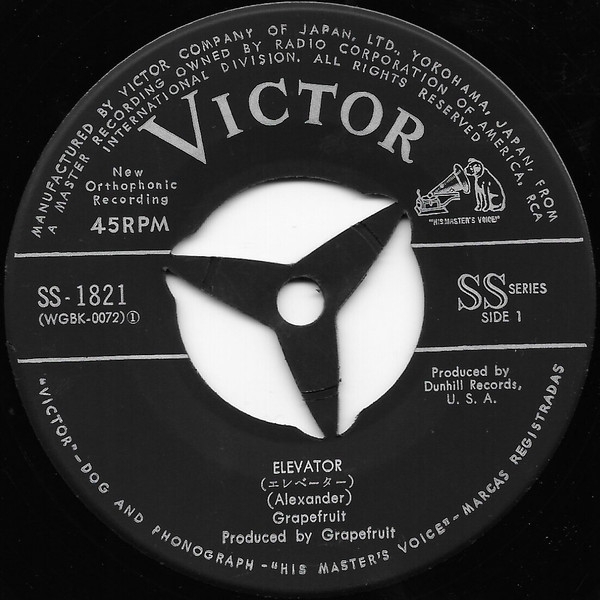 MANUFACTURED BY VICTOR COMPANY OF JAPAN, LTD., YOKOHAMA, JAPAN, FROM
A MASTER RECORDING OWNED BY RADIO CORPORATION OF AMERICA, RCA
INTERNATIONAL DIVISION. ALL RIGHTS RESERVED
VICTOR
New
Orthophonic
Recording
45RPM
"HIS MASTER'S VOICE"
SS-1821
(WGBK-0072)①
SS SERIES
SIDE 1
Produced by
Dunhill Records,
U. S. A.
ELEVATOR
(エレベーター)
(Alexander)
Grapefruit
Produced by Grapefruit
"VICTOR"–DOG AND PHONOGRAPH –"HIS MASTER'S VOICE"–MARCAS REGISTRADAS